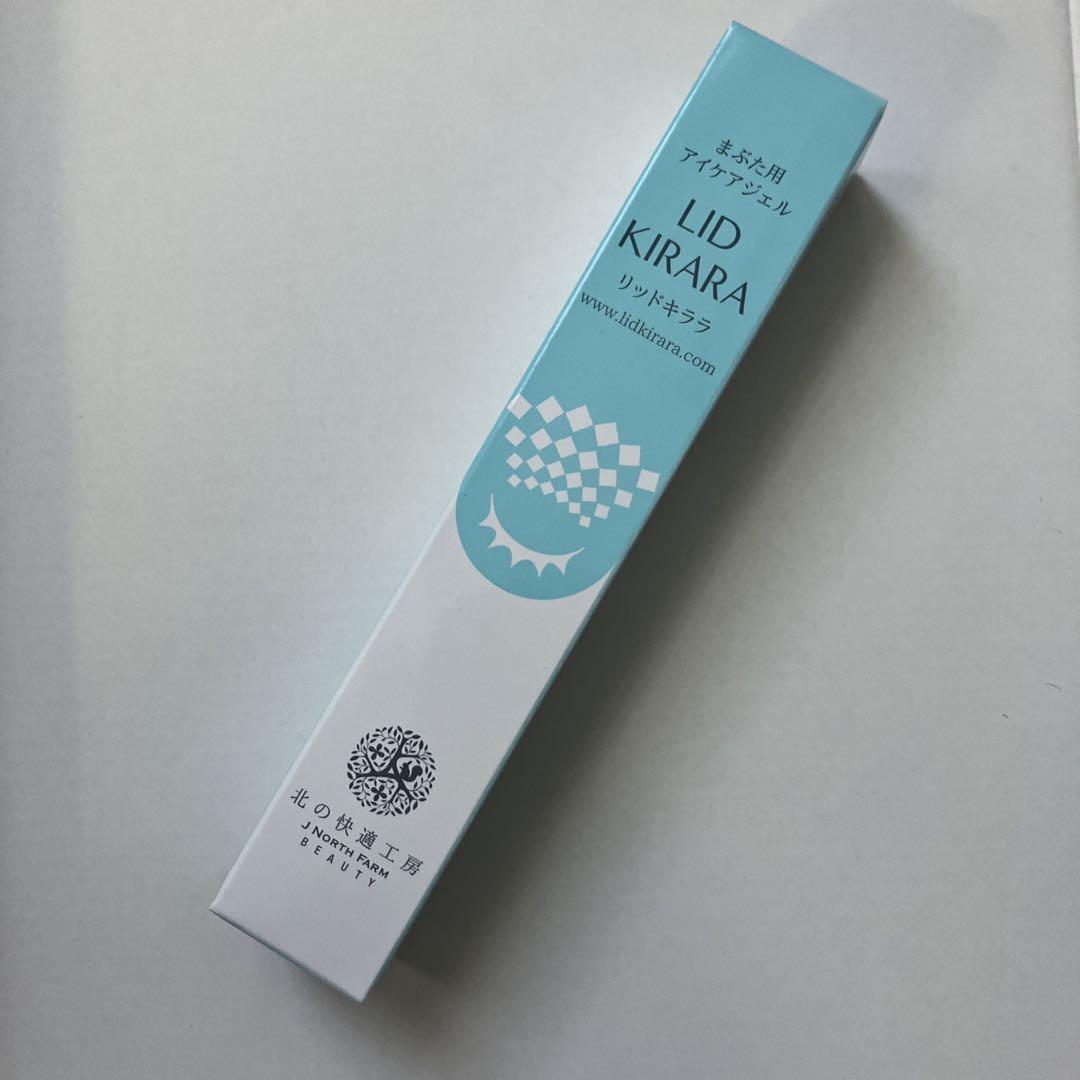 まぶた用
アイケアジェル
LID
KIRARA
リッドキララ
www.lidkirara.com
北の快適工房
J NORTH FARM
BEAUTY